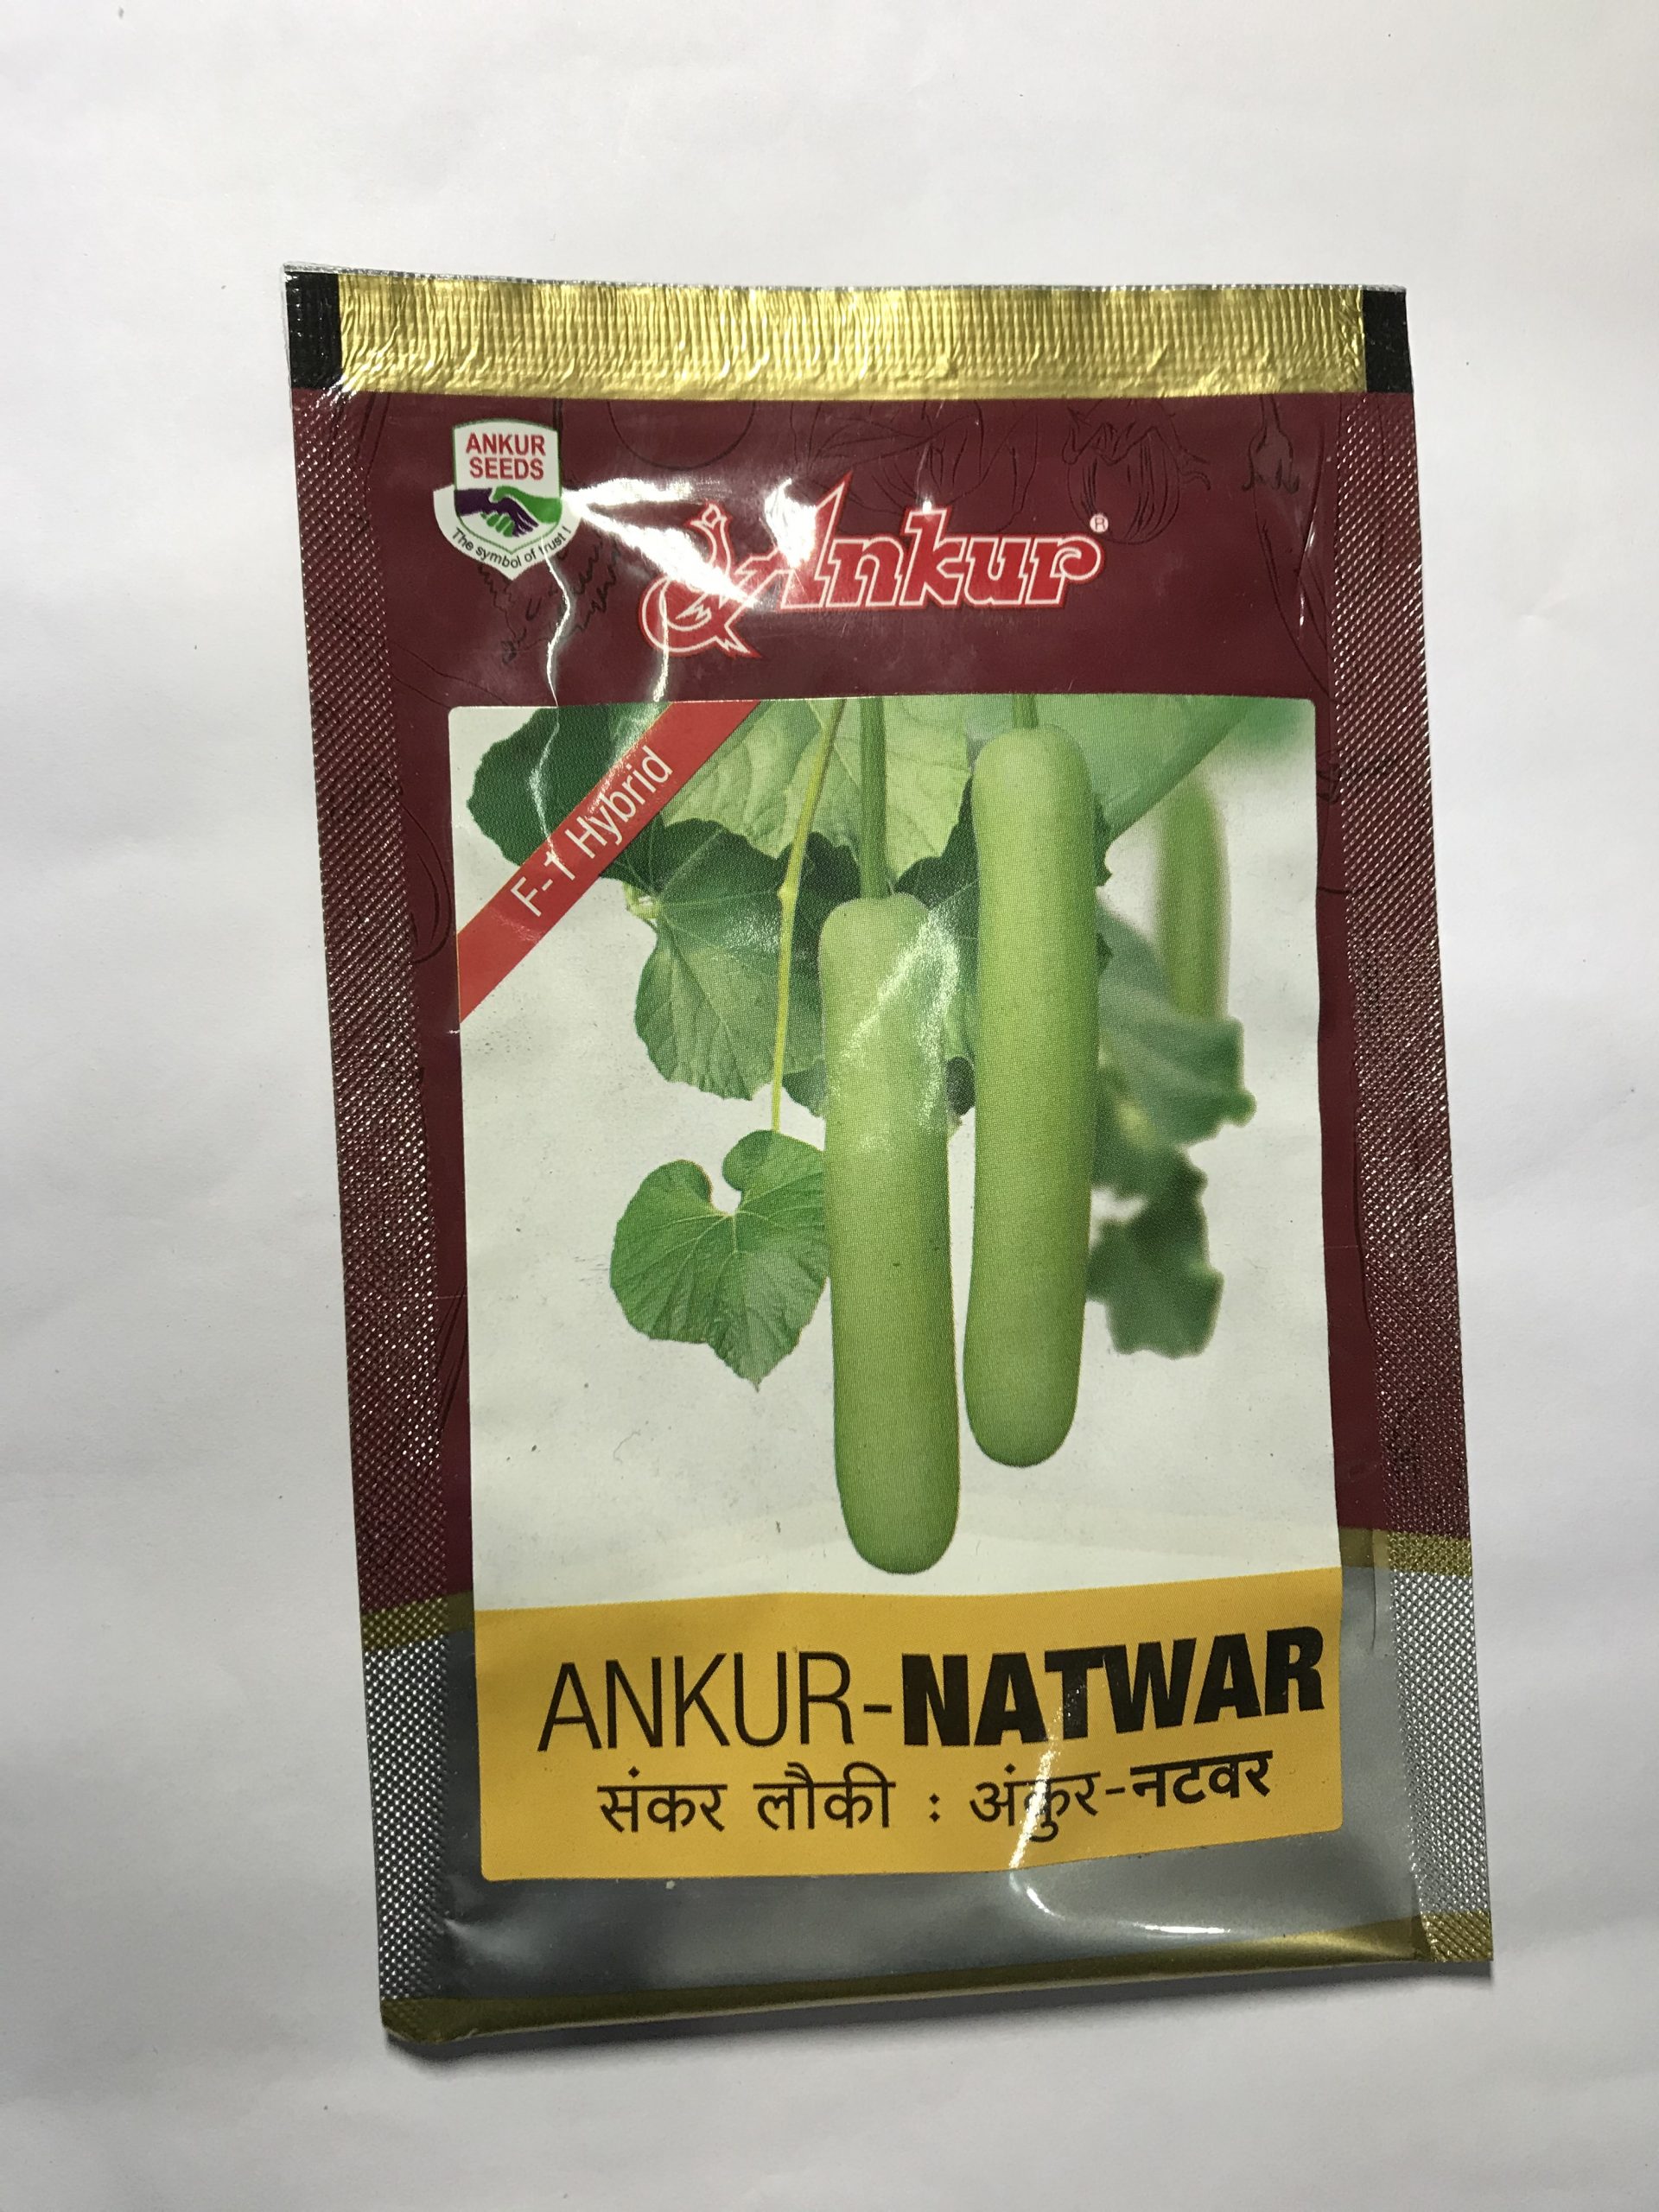 ANKUR
SEEDS
The symbol of trust !
Ankur®
F-1 Hybrid
ANKUR-NATWAR
संकर लौकी : अंकुर-नटवर